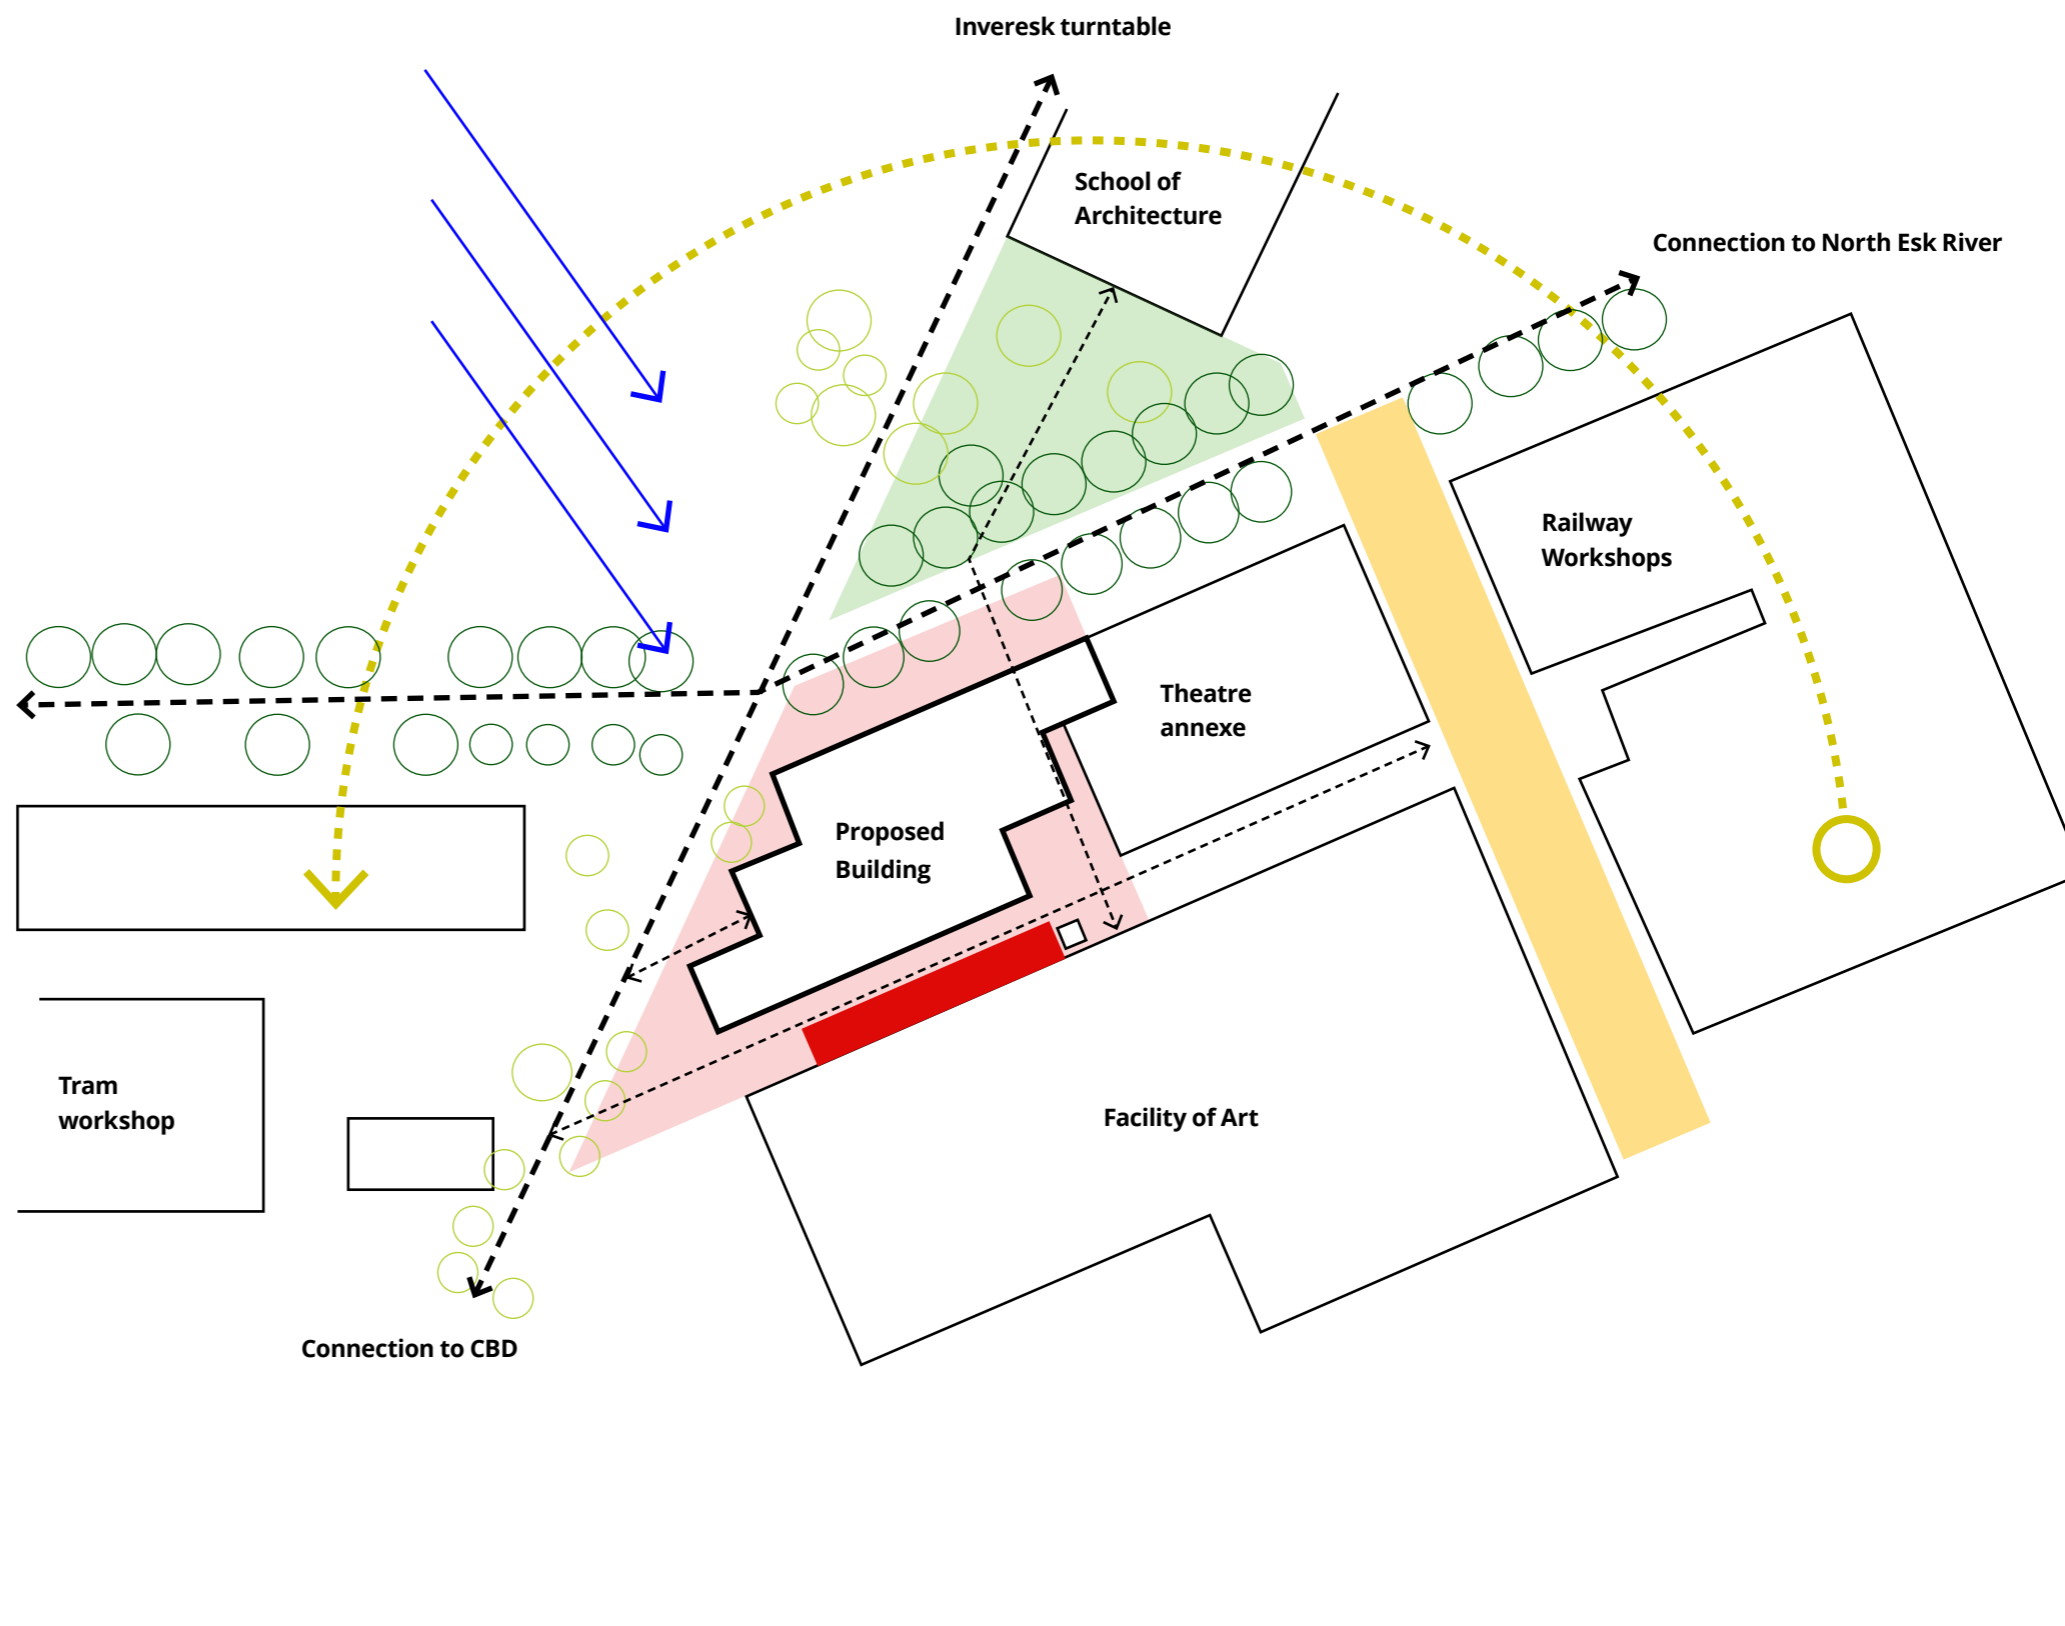 Inveresk turntable
School of
Architecture
Connection to North Esk River
Railway
Workshops
Theatre
annexe
Proposed
Building
Tram
workshop
Facility of Art
Connection to CBD